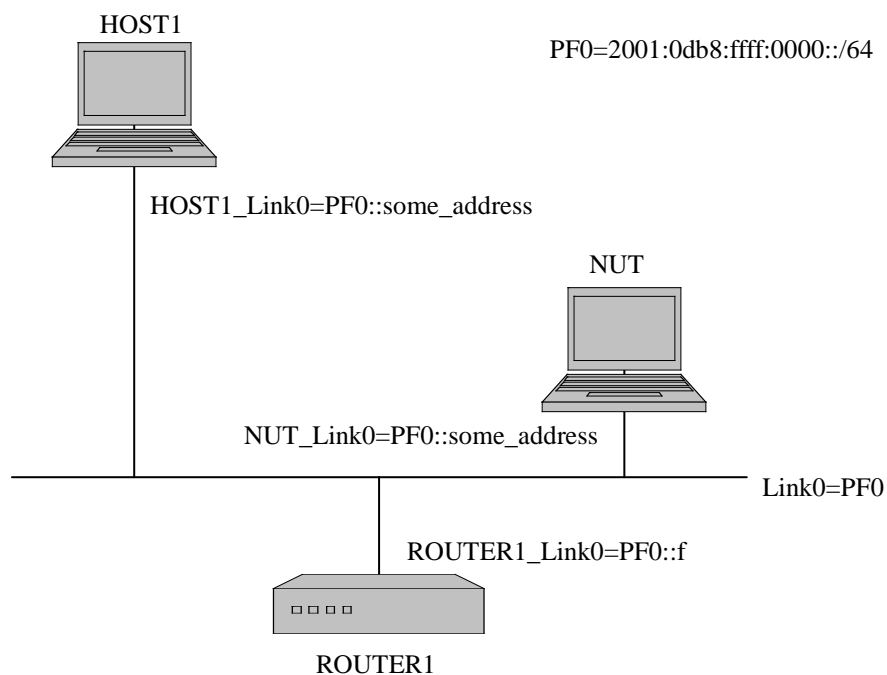 HOST1
PF0=2001:0db8:ffff:0000::/64
HOST1_Link0=PF0::some_address
NUT
NUT_Link0=PF0::some_address
Link0=PF0
ROUTER1_Link0=PF0::f
ROUTER1